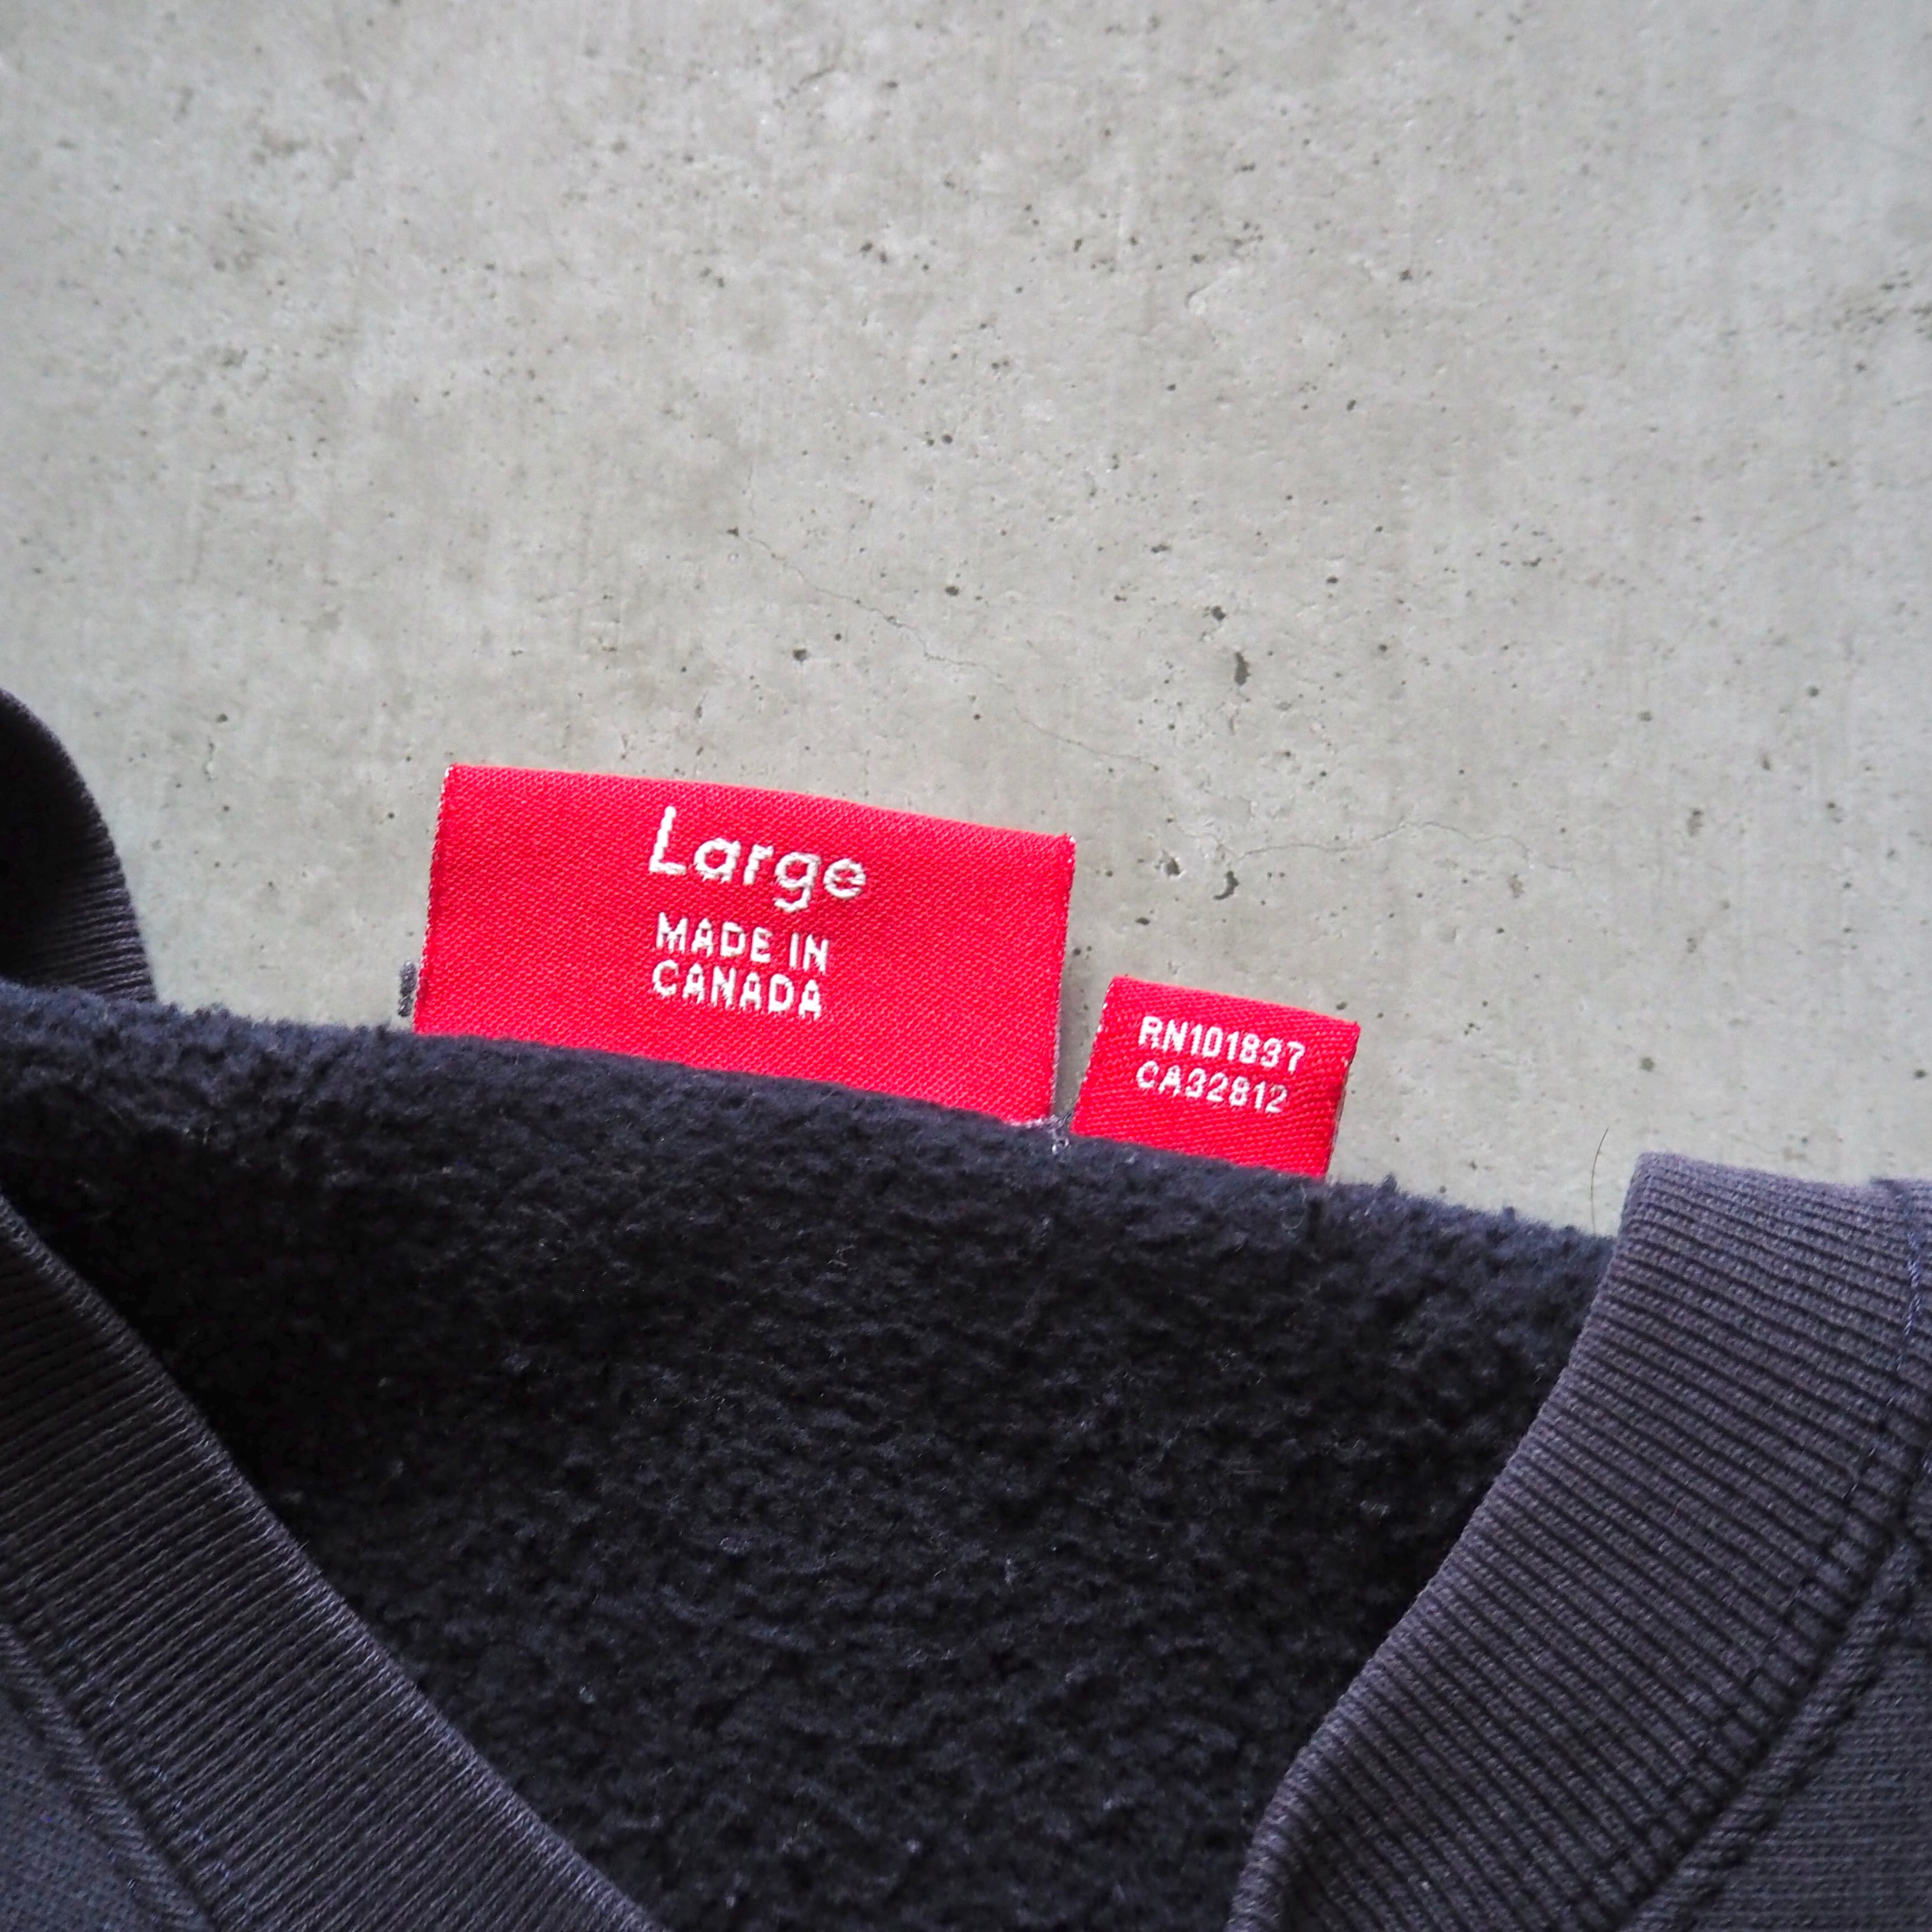 Large
MADE IN
CANADA
RN101837
CA32812